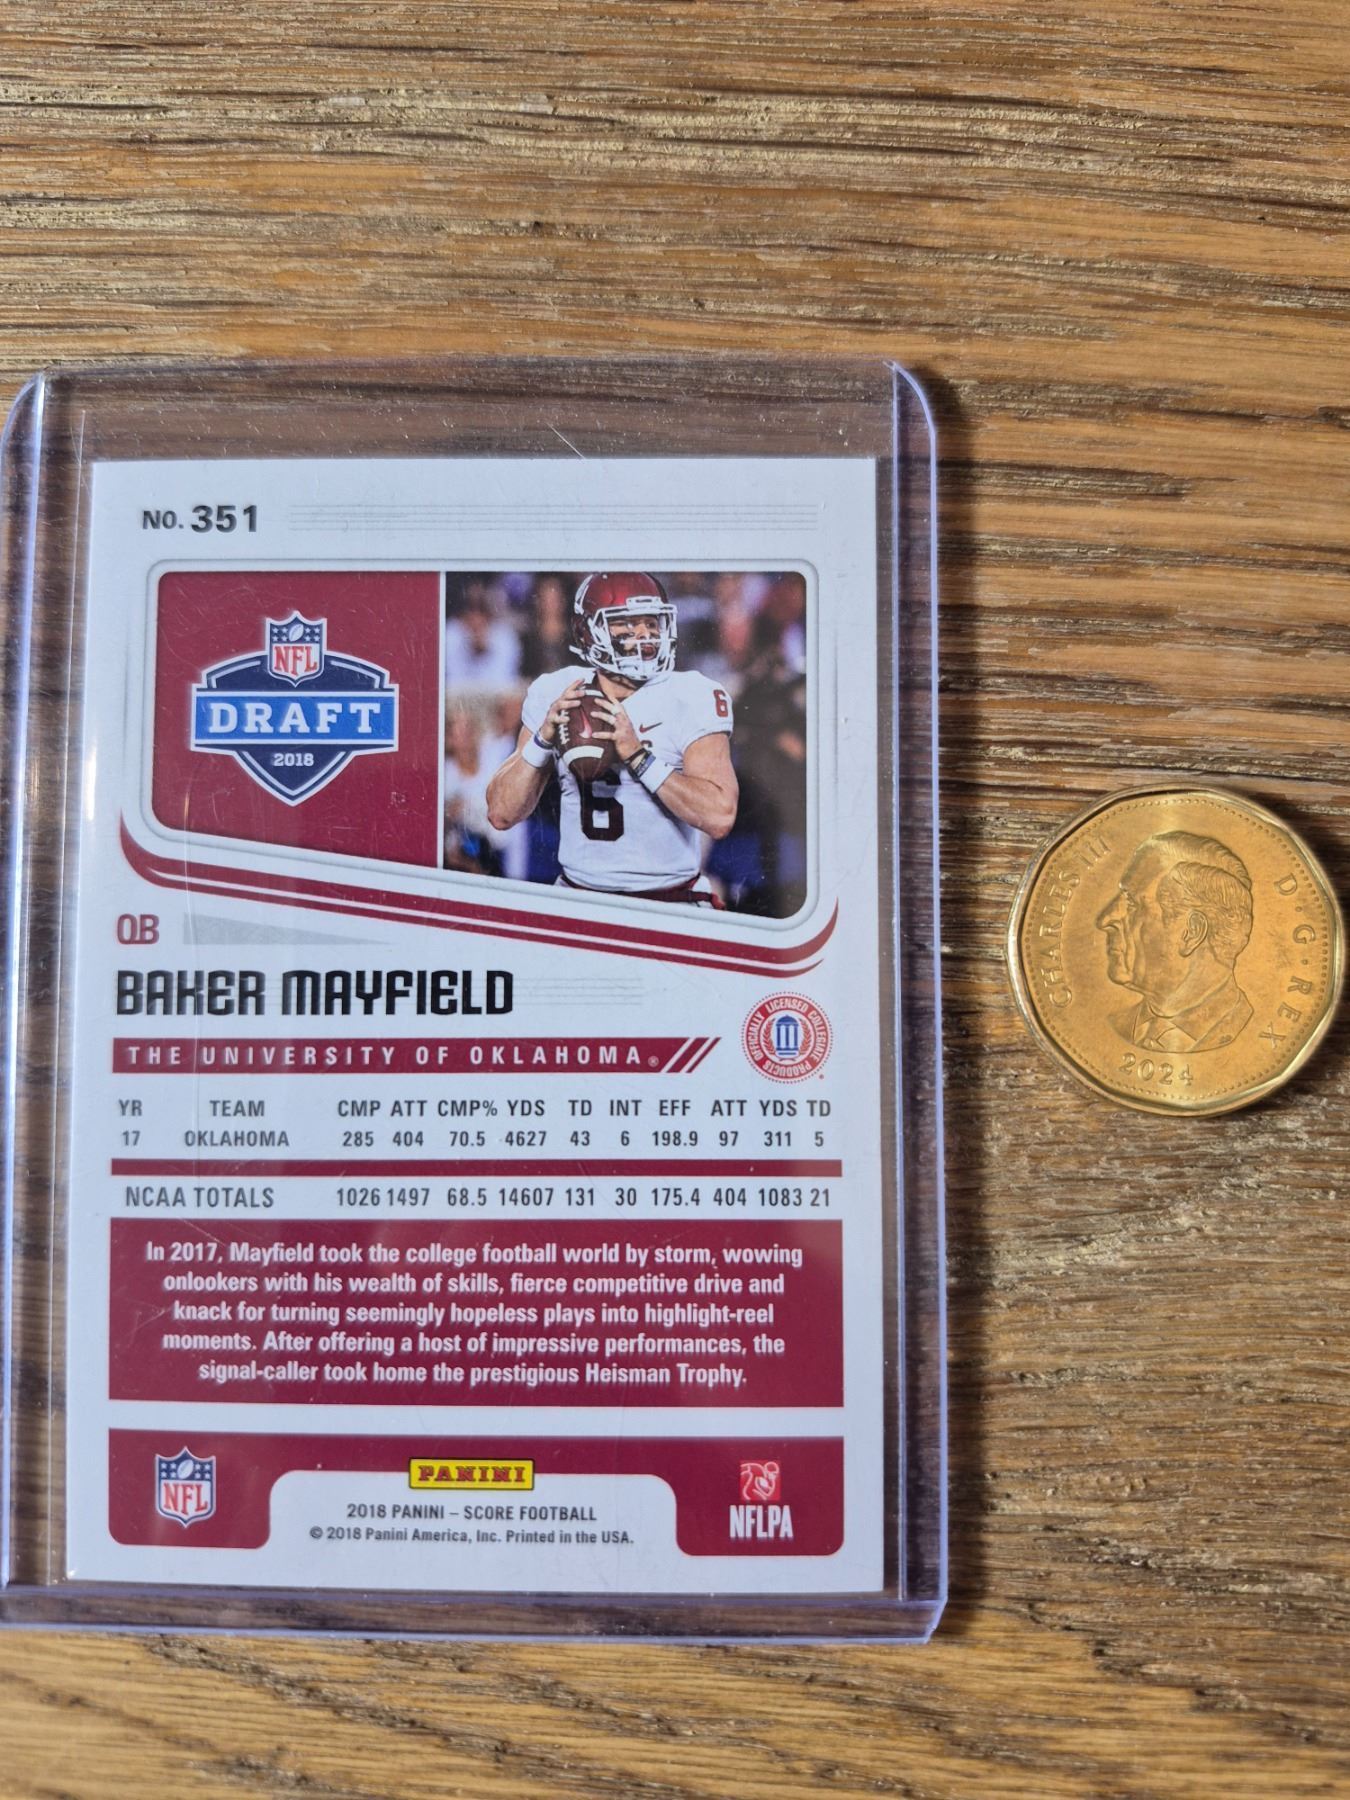 No. 351
NFL
DRAFT
2018
6
6
QB
BAKER MAYFIELD
THE UNIVERSITY OF OKLAHOMA®
OFFICIALLY LICENSED COLLEGIATE PRODUCTS
YR TEAM CMP ATT CMP% YDS TD INT EFF ATT YDS TD
17 OKLAHOMA 285 404 70.5 4627 43 6 198.9 97 311 5
NCAA TOTALS 1026 1497 68.5 14607 131 30 175.4 404 1083 21
In 2017, Mayfield took the college football world by storm, wowing
onlookers with his wealth of skills, fierce competitive drive and
knack for turning seemingly hopeless plays into highlight-reel
moments. After offering a host of impressive performances, the
signal-caller took home the prestigious Heisman Trophy.
NFL
PANINI
2018 PANINI – SCORE FOOTBALL
© 2018 Panini America, Inc. Printed in the USA.
NFLPA
CHARLES III D·G·REX
2024